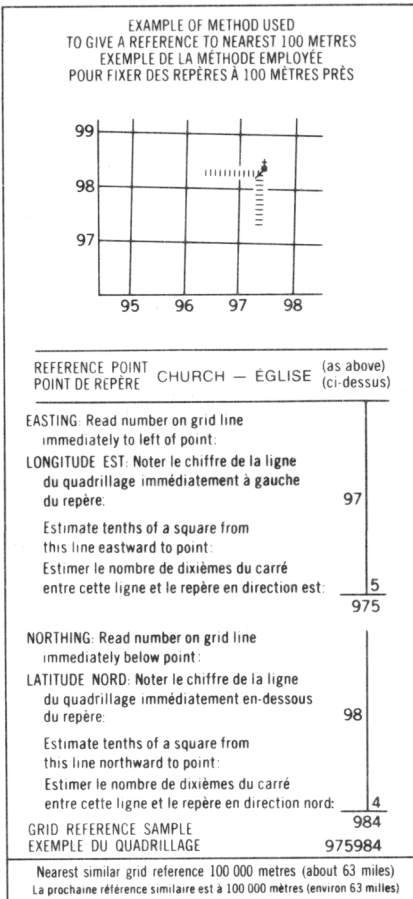 EXAMPLE OF METHOD USED
TO GIVE A REFERENCE TO NEAREST 100 METRES
EXEMPLE DE LA MÉTHODE EMPLOYÉE
POUR FIXER DES REPÈRES À 100 MÈTRES PRÈS
99
98
97
95 96 97 98
REFERENCE POINT
POINT DE REPÈRE
CHURCH — ÉGLISE
(as above)
(ci-dessus)
EASTING: Read number on grid line
immediately to left of point:
LONGITUDE EST: Noter le chiffre de la ligne
du quadrillage immédiatement à gauche
du repère: 97
Estimate tenths of a square from
this line eastward to point:
Estimer le nombre de dixièmes du carré
entre cette ligne et le repère en direction est: 5
975
NORTHING: Read number on grid line
immediately below point:
LATITUDE NORD: Noter le chiffre de la ligne
du quadrillage immédiatement en-dessous
du repère: 98
Estimate tenths of a square from
this line northward to point:
Estimer le nombre de dixièmes du carré
entre cette ligne et le repère en direction nord: 4
984
GRID REFERENCE SAMPLE
EXEMPLE DU QUADRILLAGE 975984
Nearest similar grid reference 100 000 metres (about 63 miles)
La prochaine référence similaire est à 100 000 mètres (environ 63 milles)